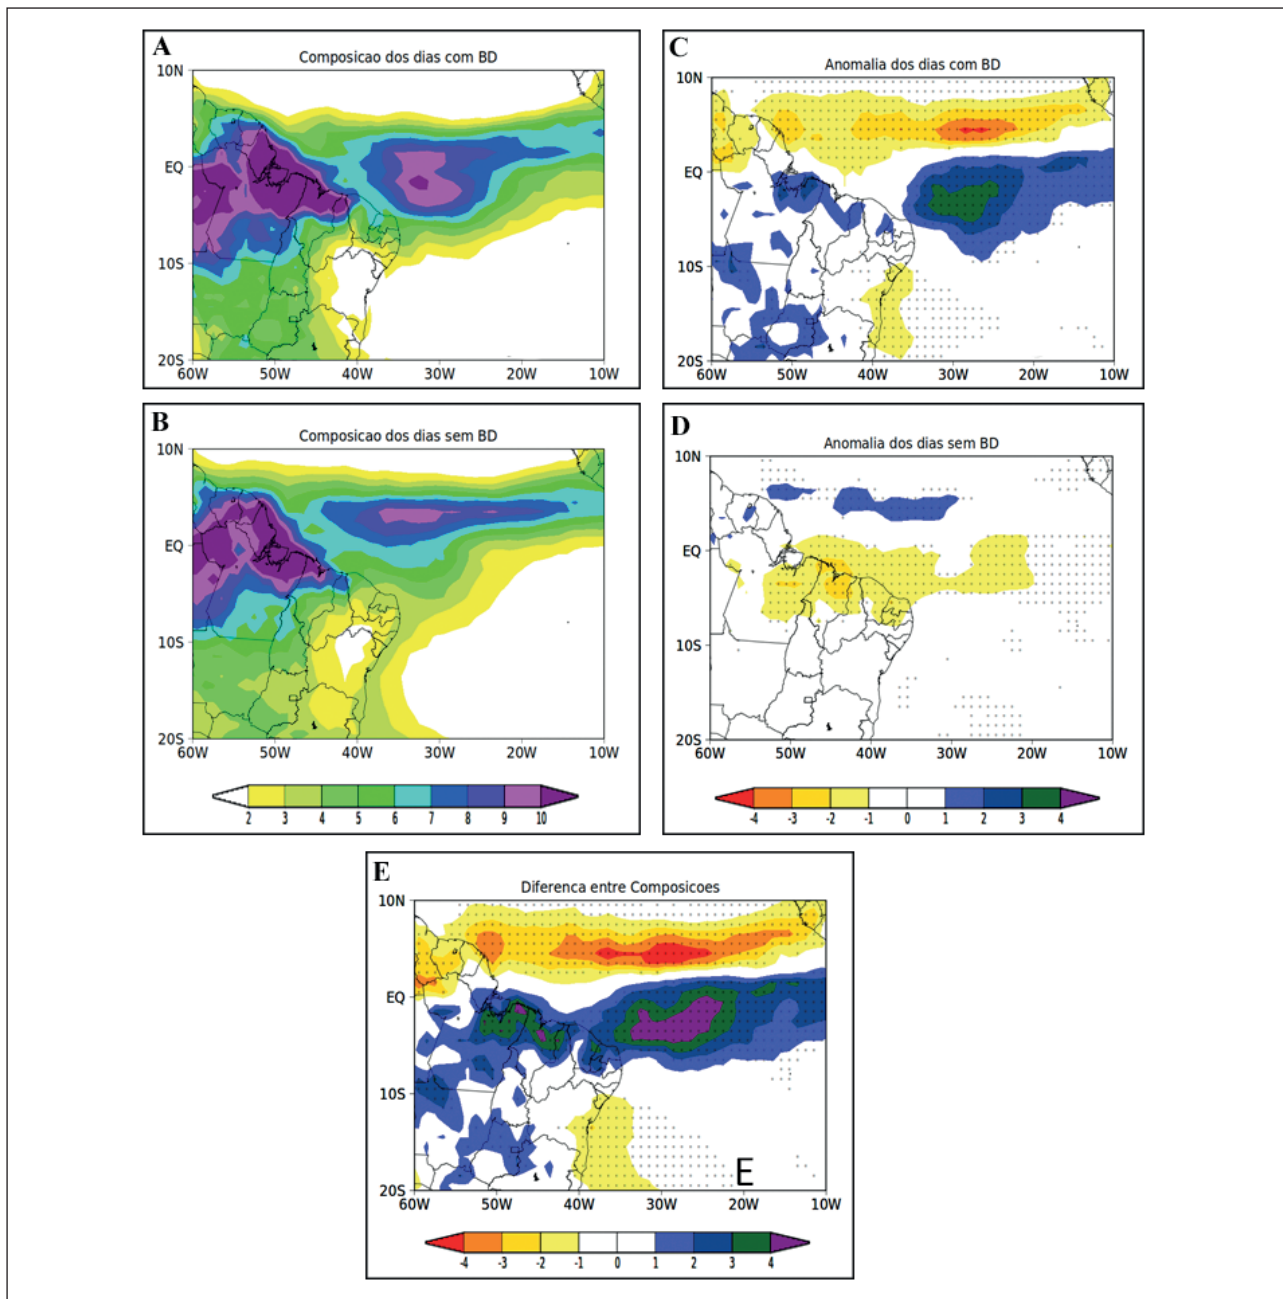 A
Composicao dos dias com BD
10N
EQ
10S
20S
60W 50W 40W 30W 20W 10W
C
Anomalia dos dias com BD
10N
EQ
10S
20S
60W 50W 40W 30W 20W 10W
B
Composicao dos dias sem BD
10N
EQ
10S
20S
60W 50W 40W 30W 20W 10W
2 3 4 5 6 7 8 9 10
D
Anomalia dos dias sem BD
10N
EQ
10S
20S
60W 50W 40W 30W 20W 10W
-4 -3 -2 -1 0 1 2 3 4
E
Diferenca entre Composicoes
10N
EQ
10S
20S
E
60W 50W 40W 30W 20W 10W
-4 -3 -2 -1 0 1 2 3 4